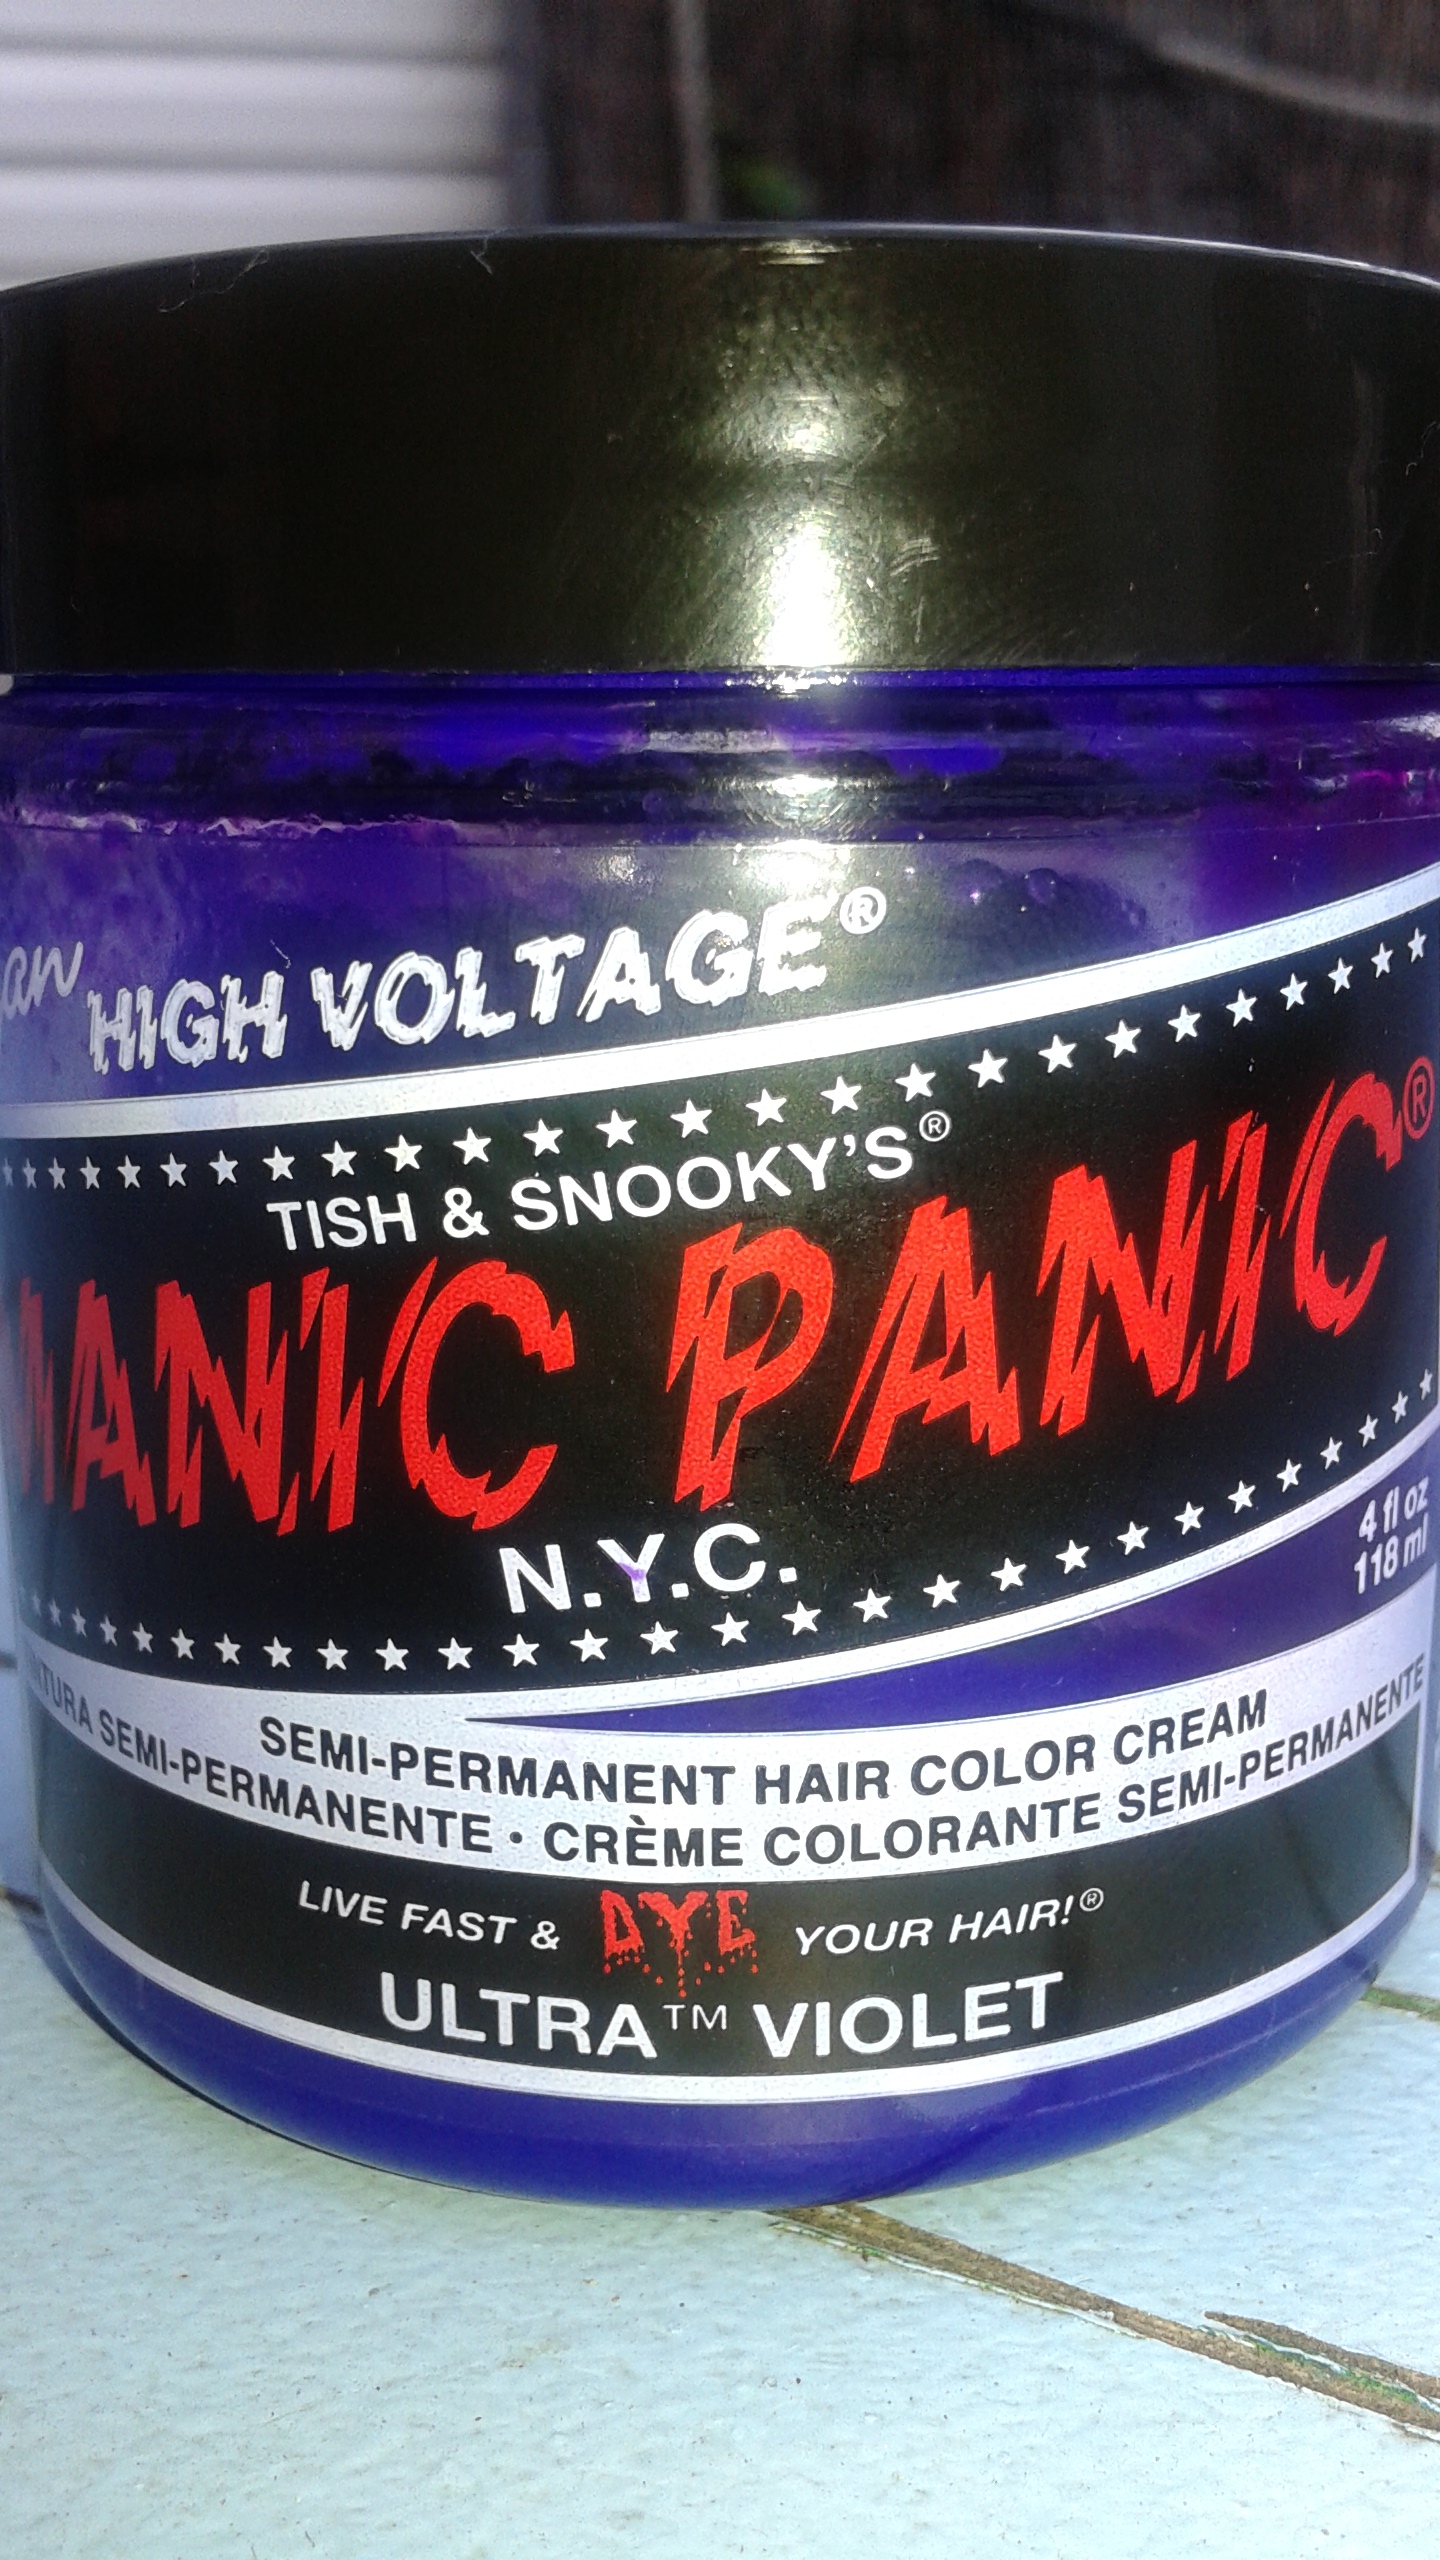 HIGH VOLTAGE®
TISH & SNOOKY'S®
MANIC PANIC®
N.Y.C.
4 fl oz
118 ml
SEMI-PERMANENT HAIR COLOR CREAM
SEMI-PERMANENTE • CRÈME COLORANTE SEMI-PERMANENTE
LIVE FAST & DYE YOUR HAIR!®
ULTRA™ VIOLET